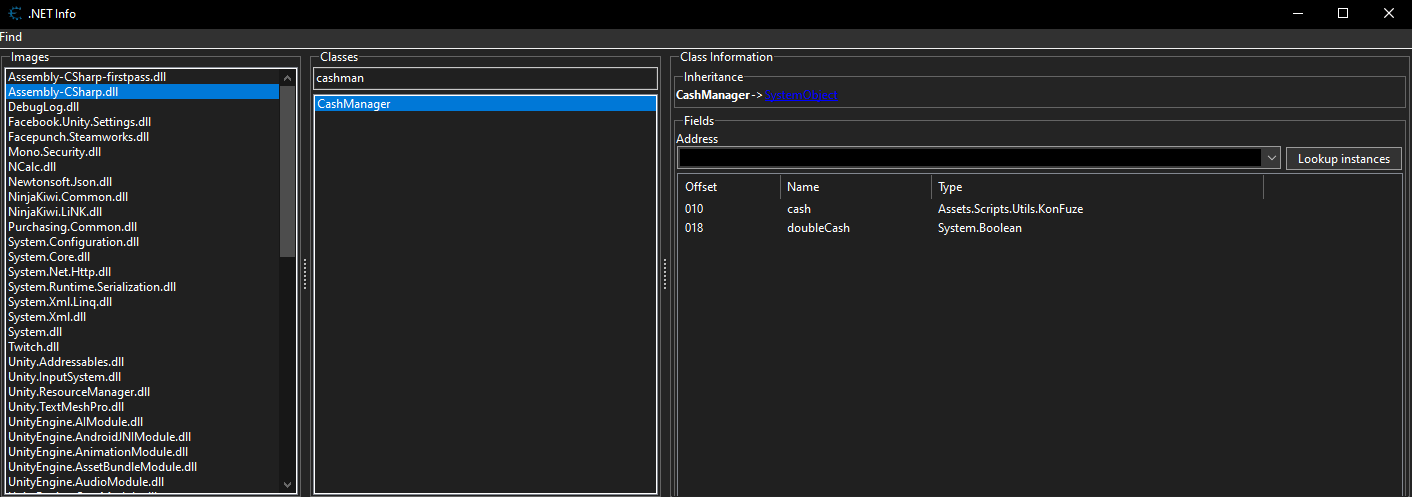 .NET Info
Find
Images
Assembly-CSharp-firstpass.dll
Assembly-CSharp.dll
DebugLog.dll
Facebook.Unity.Settings.dll
Facepunch.Steamworks.dll
Mono.Security.dll
NCalc.dll
Newtonsoft.Json.dll
NinjaKiwi.Common.dll
NinjaKiwi.LiNK.dll
Purchasing.Common.dll
System.Configuration.dll
System.Core.dll
System.Net.Http.dll
System.Runtime.Serialization.dll
System.Xml.Linq.dll
System.Xml.dll
System.dll
Twitch.dll
Unity.Addressables.dll
Unity.InputSystem.dll
Unity.ResourceManager.dll
Unity.TextMeshPro.dll
UnityEngine.AIModule.dll
UnityEngine.AndroidJNIModule.dll
UnityEngine.AnimationModule.dll
UnityEngine.AssetBundleModule.dll
UnityEngine.AudioModule.dll
Classes
cashman
CashManager
Class Information
Inheritance
CashManager-> System.Object
Fields
Address
Lookup instances
Offset Name Type
010 cash Assets.Scripts.Utils.KonFuze
018 doubleCash System.Boolean